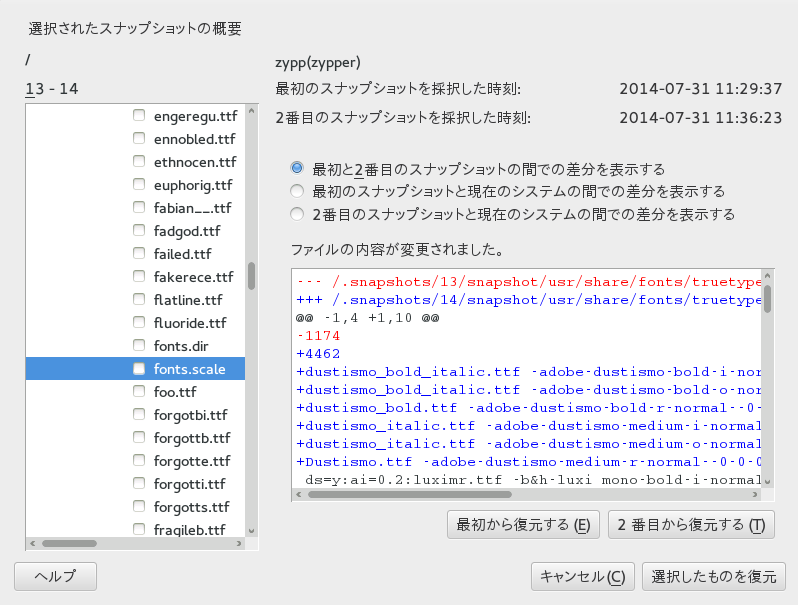 選択されたスナップショットの概要
/
13 - 14
engeregu.ttf
ennobled.ttf
ethnocen.ttf
euphorig.ttf
fabian__.ttf
fadgod.ttf
failed.ttf
fakerece.ttf
flatline.ttf
fluoride.ttf
fonts.dir
fonts.scale
foo.ttf
forgotbi.ttf
forgottb.ttf
forgotte.ttf
forgotti.ttf
forgotts.ttf
fragileb.ttf
zypp(zypper)
最初のスナップショットを採択した時刻: 2014-07-31 11:29:37
2番目のスナップショットを採択した時刻: 2014-07-31 11:36:23
最初と2番目のスナップショットの間での差分を表示する
最初のスナップショットと現在のシステムの間での差分を表示する
2番目のスナップショットと現在のシステムの間での差分を表示する
ファイルの内容が変更されました。
--- /.snapshots/13/snapshot/usr/share/fonts/truetype
+++ /.snapshots/14/snapshot/usr/share/fonts/truetype
@@ -1,4 +1,10 @@
-1174
+4462
+dustismo_bold_italic.ttf -adobe-dustismo-bold-i-nor
+dustismo_bold_italic.ttf -adobe-dustismo-bold-o-nor
+dustismo_bold.ttf -adobe-dustismo-bold-r-normal--0-
+dustismo_italic.ttf -adobe-dustismo-medium-i-normal
+dustismo_italic.ttf -adobe-dustismo-medium-o-normal
+Dustismo.ttf -adobe-dustismo-medium-r-normal--0-0-0
ds=y:ai=0.2:luximr.ttf -b&h-luxi mono-bold-i-normal
最初から復元する (E)
2 番目から復元する (T)
ヘルプ
キャンセル(C)
選択したものを復元